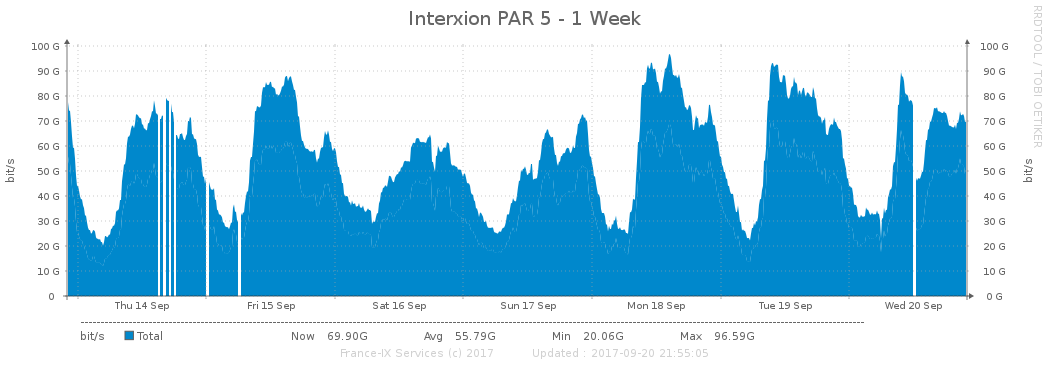 Interxion PAR 5 - 1 Week
RRDTOOL / TOBI OETIKER
bit/s
100 G
90 G
80 G
70 G
60 G
50 G
40 G
30 G
20 G
10 G
0
100 G
90 G
80 G
70 G
60 G
50 G
40 G
30 G
20 G
10 G
0 G
bit/s
Thu 14 Sep Fri 15 Sep Sat 16 Sep Sun 17 Sep Mon 18 Sep Tue 19 Sep Wed 20 Sep
bit/s Total Now 69.90G Avg 55.79G Min 20.06G Max 96.59G
France-IX Services (c) 2017 Updated : 2017-09-20 21:55:05